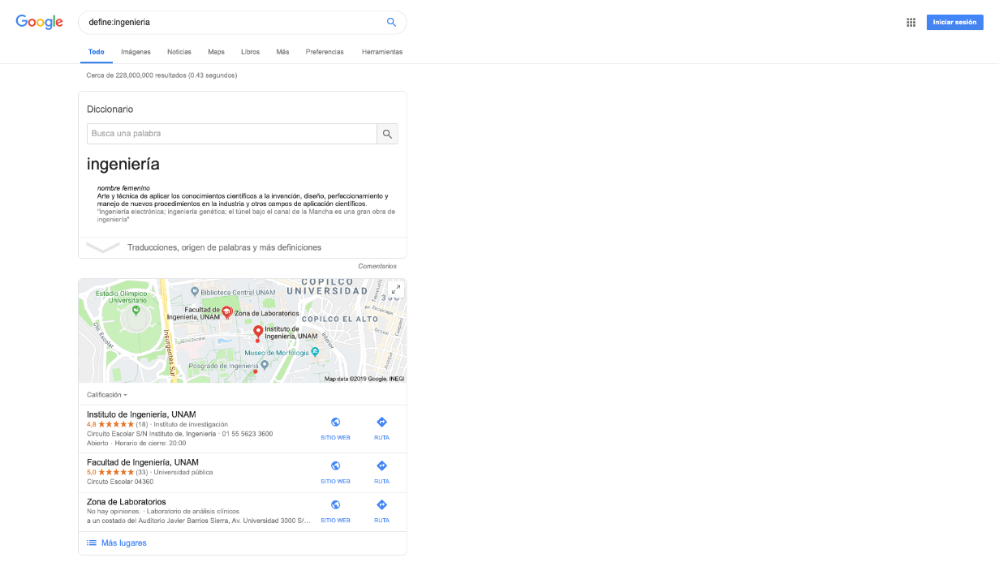 Google
define:ingenieria
Iniciar sesión
Todo Imágenes Noticias Maps Libros Más Preferencias Herramientas
Cerca de 228,000,000 resultados (0.43 segundos)
Diccionario
Busca una palabra
ingeniería
nombre femenino
Arte y técnica de aplicar los conocimientos científicos a la invención, diseño, perfeccionamiento y
manejo de nuevos procedimientos en la industria y otros campos de aplicación científicos.
"ingeniería electrónica; ingeniería genética; el túnel bajo el canal de la Mancha es una gran obra de
ingeniería"
Traducciones, origen de palabras y más definiciones
Comentarios
COPILCO
UNIVERSIDAD
Estadio Olímpico
Universitario
Biblioteca Central UNAM
Facultad de
Ingeniería, UNAM
Zona de Laboratorios
COPILCO EL ALTO
Instituto de
Ingeniería, UNAM
Cto. Escolar
Insurgentes Sur
Museo de Morfología
Posgrado de Ingeniería
Map data ©2019 Google, INEGI
Calificación
Instituto de Ingeniería, UNAM
4,8 ★★★★★ (18) · Instituto de investigación
Circuito Escolar S/N Instituto de, Ingeniería · 01 55 5623 3600
Abierto · Horario de cierre: 20:00
SITIO WEB RUTA
Facultad de Ingeniería, UNAM
5,0 ★★★★★ (33) · Universidad pública
Circuto Escolar 04360
SITIO WEB RUTA
Zona de Laboratorios
No hay opiniones. · Laboratorio de análisis clínicos
a un costado del Auditorio Javier Barrios Sierra, Av. Universidad 3000 S/...
SITIO WEB RUTA
Más lugares